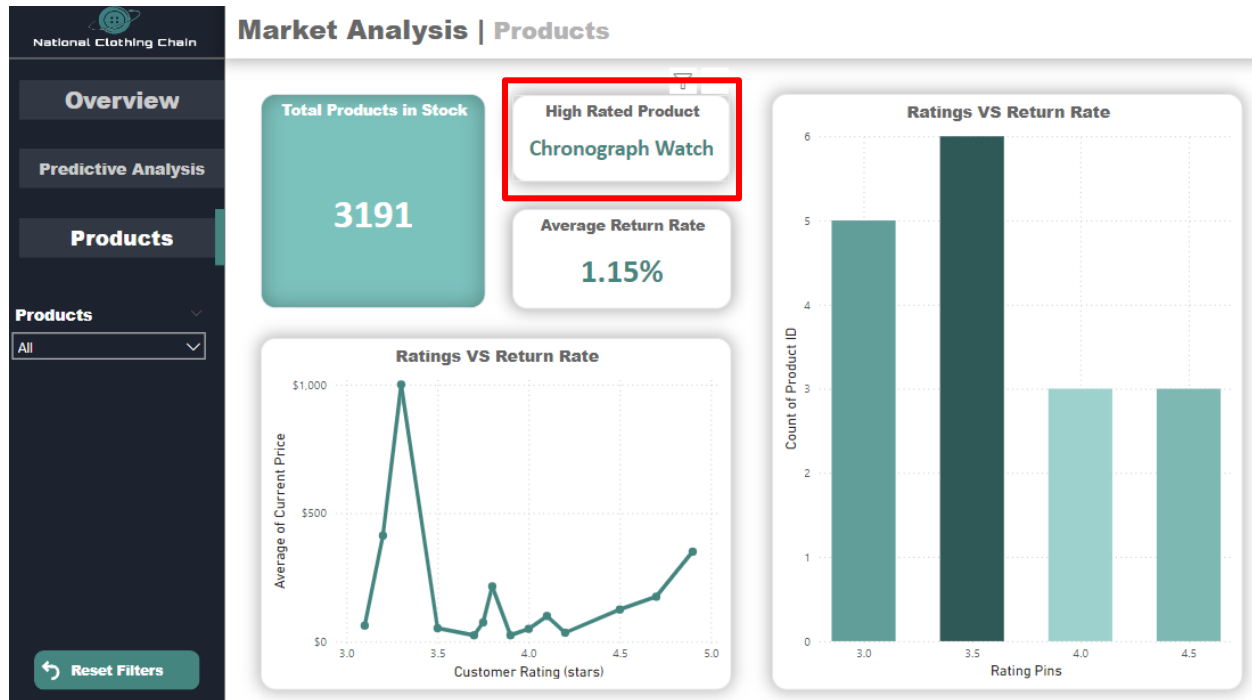 National Clothing Chain
Market Analysis | Products
Overview
Predictive Analysis
Products
Products
All
Reset Filters
Total Products in Stock
3191
High Rated Product
Chronograph Watch
Average Return Rate
1.15%
Ratings VS Return Rate
$1,000
$500
$0
Average of Current Price
3.0 3.5 4.0 4.5 5.0
Customer Rating (stars)
Ratings VS Return Rate
6
5
4
3
2
1
0
Count of Product ID
3.0 3.5 4.0 4.5
Rating Pins